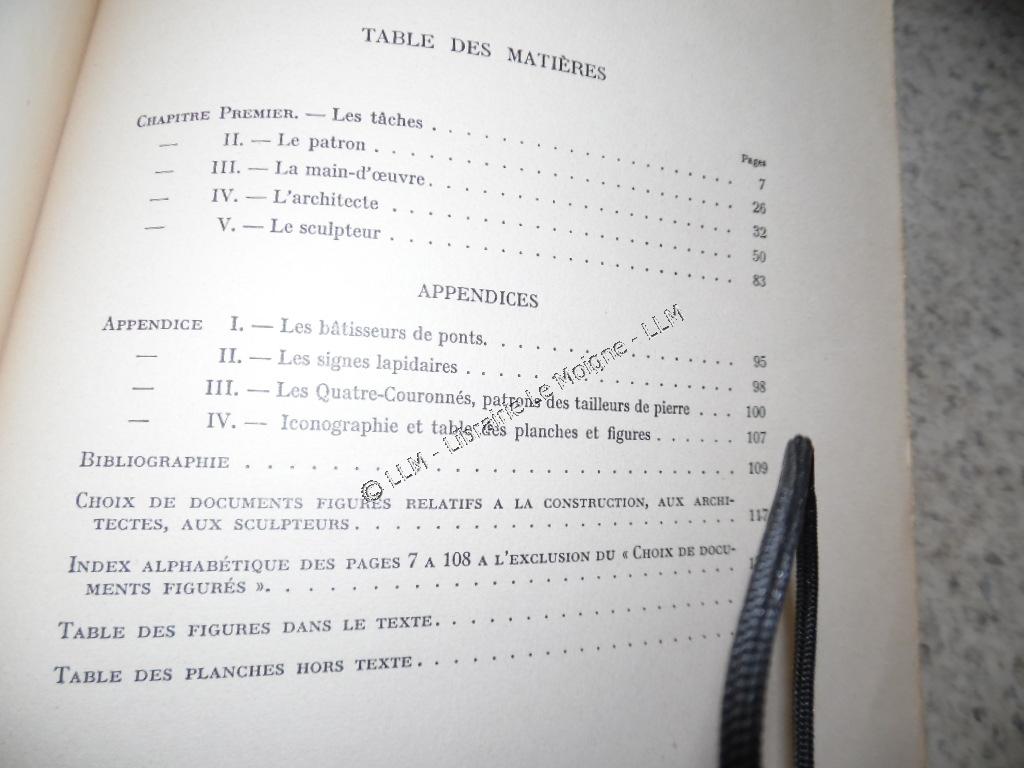 TABLE DES MATIÈRES
Pages
CHAPITRE PREMIER. — Les tâches . . . . . . . . . . . . . . . . . . 7
— II. — Le patron . . . . . . . . . . . . . . . . . . . . 26
— III. — La main-d'œuvre. . . . . . . . . . . . . . . . . . 32
— IV. — L'architecte . . . . . . . . . . . . . . . . . . . 50
— V. — Le sculpteur . . . . . . . . . . . . . . . . . . . 83
APPENDICES
APPENDICE I. — Les bâtisseurs de ponts. . . . . . . . . . . . . . . 95
— II. — Les signes lapidaires . . . . . . . . . . . . . . . 98
— III. — Les Quatre-Couronnés, patrons des tailleurs de pierre . . . 100
— IV. — Iconographie et table des planches et figures . . . . . . 107
BIBLIOGRAPHIE . . . . . . . . . . . . . . . . . . . . . . . 109
CHOIX DE DOCUMENTS FIGURÉS RELATIFS A LA CONSTRUCTION, AUX ARCHI-
TECTES, AUX SCULPTEURS. . . . . . . . . . . . . . . . . . .
INDEX ALPHABÉTIQUE DES PAGES 7 A 108 A L'EXCLUSION DU « CHOIX DE DOCU-
MENTS FIGURÉS ». . . . . . . . . . . . . . . . . . . . . . .
TABLE DES FIGURES DANS LE TEXTE. . . . . . . . . . . . . . . . .
TABLE DES PLANCHES HORS TEXTE . . . . . . . . . . . . . . . . . .
© LLM - Librairie Le Moigne - LLM